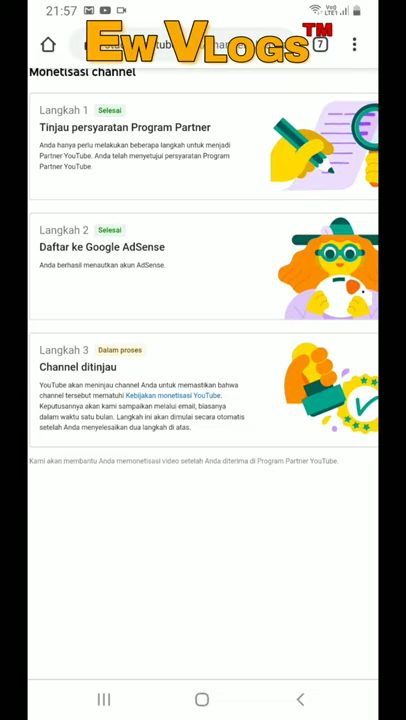 21:57
EW VLOGS™
7
Monetisasi channel
Langkah 1 Selesai
Tinjau persyaratan Program Partner
Anda hanya perlu melakukan beberapa langkah untuk menjadi
Partner YouTube. Anda telah menyetujui persyaratan Program
Partner YouTube.
Langkah 2 Selesai
Daftar ke Google AdSense
Anda berhasil menautkan akun AdSense.
Langkah 3 Dalam proses
Channel ditinjau
YouTube akan meninjau channel Anda untuk memastikan bahwa
channel tersebut mematuhi Kebijakan monetisasi YouTube.
Keputusannya akan kami sampaikan melalui email, biasanya
dalam waktu satu bulan. Langkah ini akan dimulai secara otomatis
setelah Anda menyelesaikan dua langkah di atas.
Kami akan membantu Anda memonetisasi video setelah Anda diterima di Program Partner YouTube.